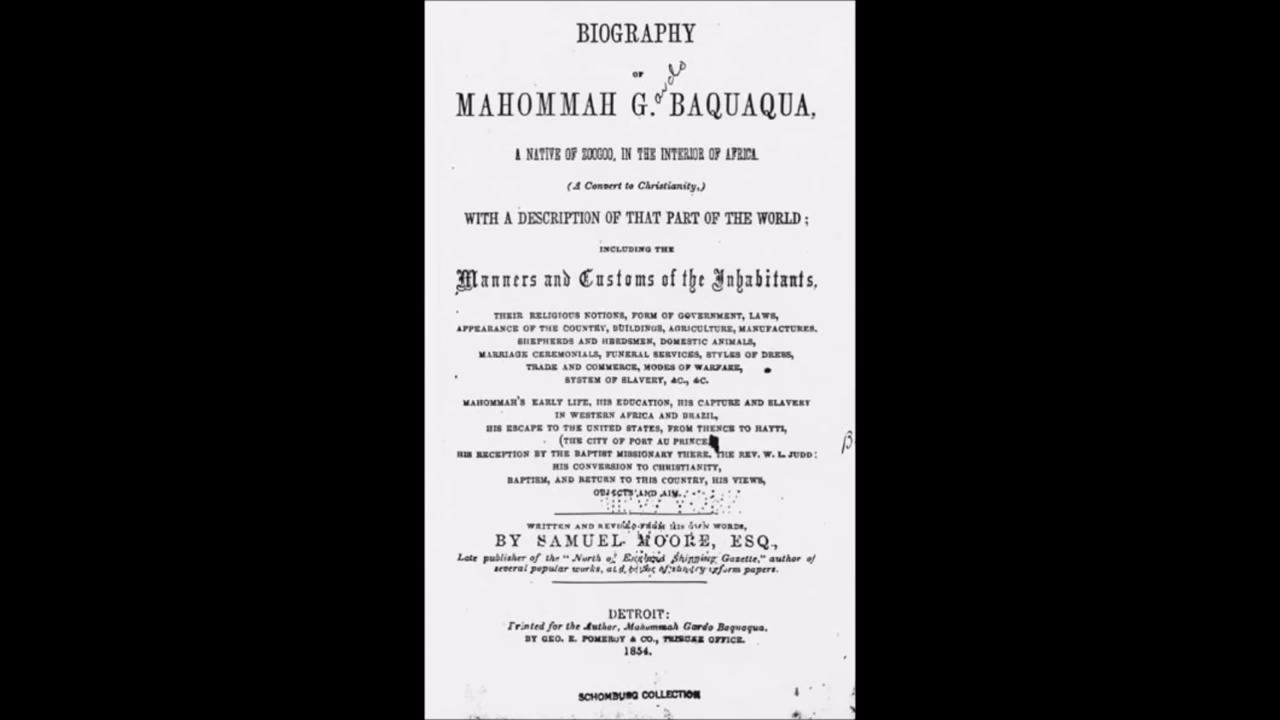 BIOGRAPHY
OF
MAHOMMAH G. ardo BAQUAQUA,
A NATIVE OF ZOOGOO, IN THE INTERIOR OF AFRICA.
(A Convert to Christianity,)
WITH A DESCRIPTION OF THAT PART OF THE WORLD;
INCLUDING THE
Manners and Customs of the Inhabitants,
THEIR RELIGIOUS NOTIONS, FORM OF GOVERNMENT, LAWS,
APPEARANCE OF THE COUNTRY, BUILDINGS, AGRICULTURE, MANUFACTURES,
SHEPHERDS AND HERDSMEN, DOMESTIC ANIMALS,
MARRIAGE CEREMONIALS, FUNERAL SERVICES, STYLES OF DRESS,
TRADE AND COMMERCE, MODES OF WARFARE,
SYSTEM OF SLAVERY, &C., &C.
MAHOMMAH'S EARLY LIFE, HIS EDUCATION, HIS CAPTURE AND SLAVERY
IN WESTERN AFRICA AND BRAZIL,
HIS ESCAPE TO THE UNITED STATES, FROM THENCE TO HAYTI,
(THE CITY OF PORT AU PRINCE
HIS RECEPTION BY THE BAPTIST MISSIONARY THERE, THE REV. W. L. JUDD:
HIS CONVERSION TO CHRISTIANITY,
BAPTISM, AND RETURN TO THIS COUNTRY, HIS VIEWS,
OBJECTS AND AIM.
WRITTEN AND REVISED FROM HIS OWN WORDS,
BY SAMUEL MOORE, ESQ.,
Late publisher of the "North of England Shipping Gazette," author of
several popular works, and reform papers.
DETROIT:
Printed for the Author, Mahommah Gardo Baquaqua,
BY GEO. E. POMEROY & CO., TRIBUNE OFFICE.
1854.
SCHOMBURG COLLECTION
B